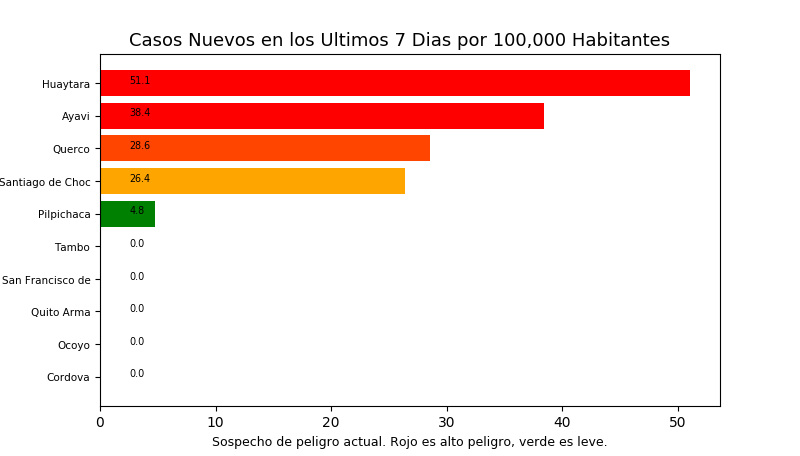 Casos Nuevos en los Ultimos 7 Dias por 100,000 Habitantes
Huaytara 51.1
Ayavi 38.4
Querco 28.6
Santiago de Choc 26.4
Pilpichaca 4.8
Tambo 0.0
San Francisco de 0.0
Quito Arma 0.0
Ocoyo 0.0
Cordova 0.0
0 10 20 30 40 50
Sospecho de peligro actual. Rojo es alto peligro, verde es leve.